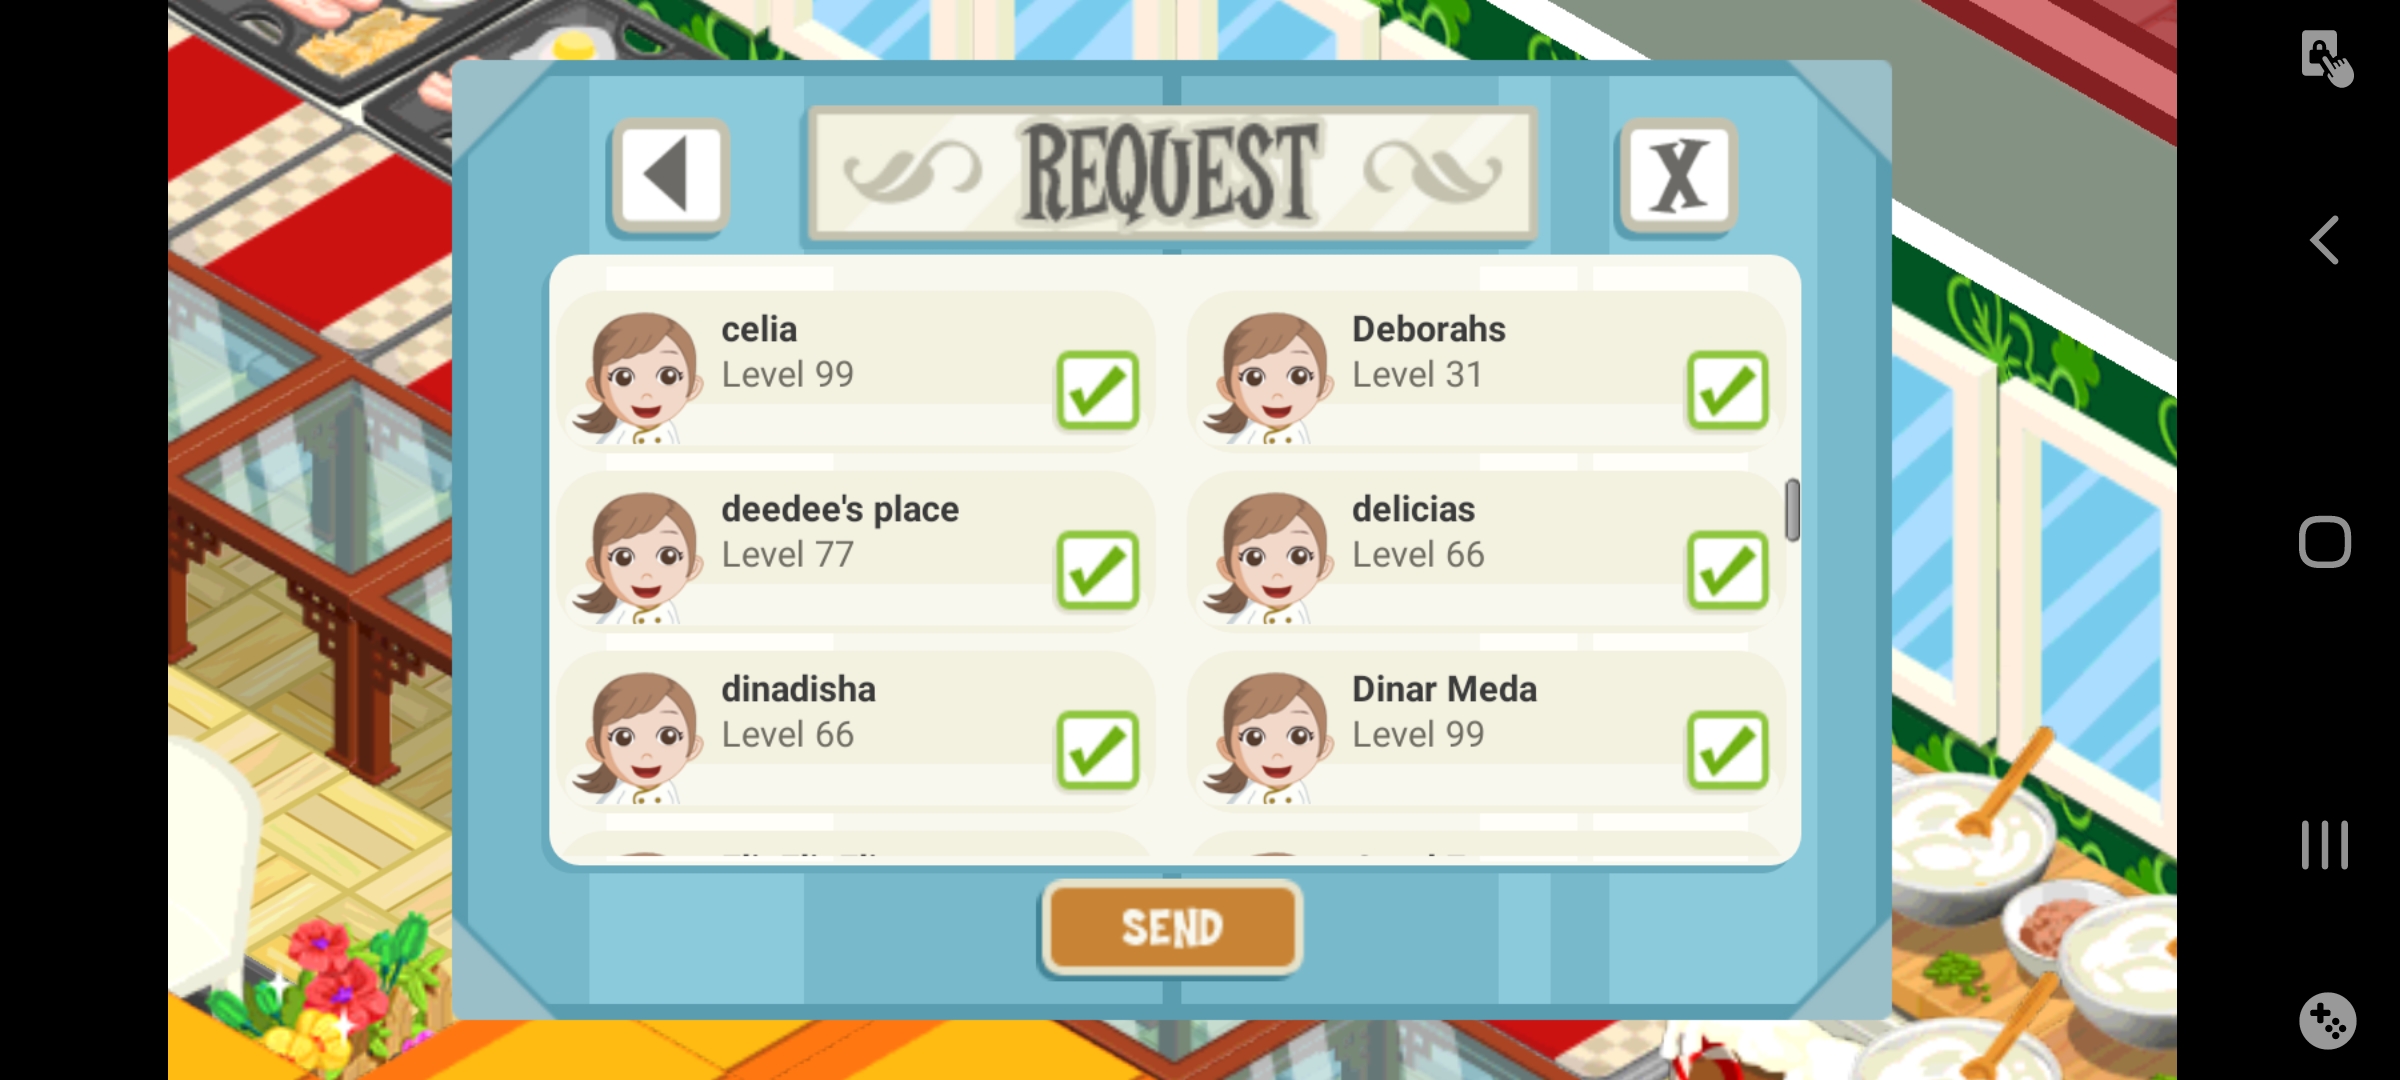 REQUEST
X
celia
Level 99
Deborahs
Level 31
deedee's place
Level 77
delicias
Level 66
dinadisha
Level 66
Dinar Meda
Level 99
SEND